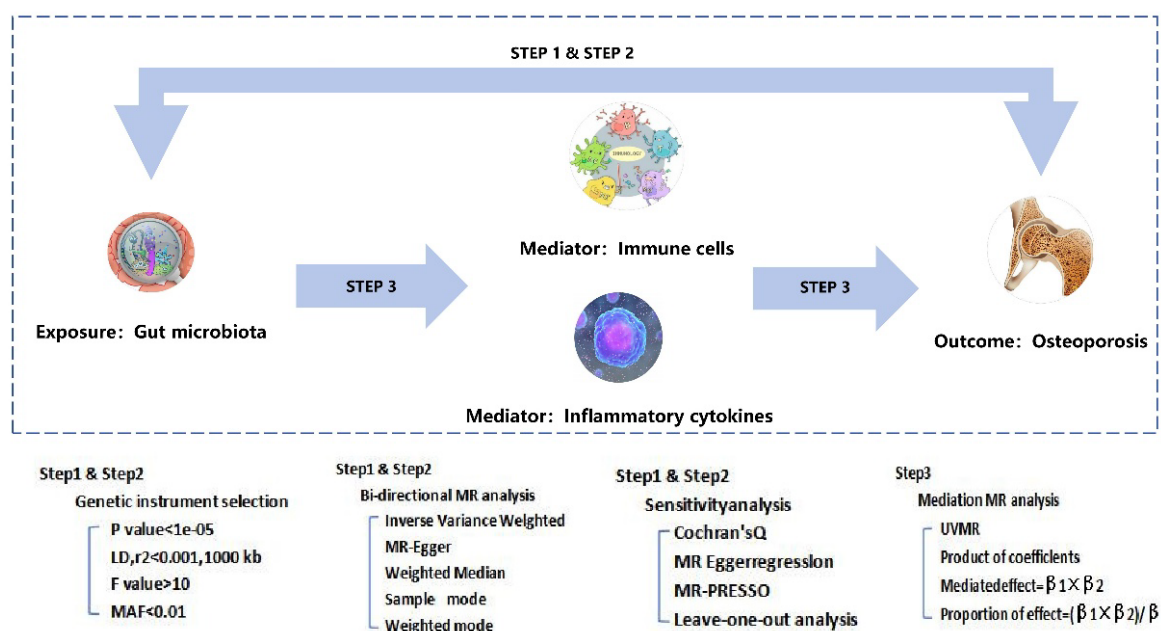 STEP 1 & STEP 2
Mediator: Immune cells
STEP 3
STEP 3
Exposure: Gut microbiota
Outcome: Osteoporosis
Mediator: Inflammatory cytokines
Step1 & Step2
Genetic instrument selection
P value<1e-05
LD,r2<0.001,1000 kb
F value>10
MAF<0.01
Step1 & Step2
Bi-directional MR analysis
Inverse Variance Weighted
MR-Egger
Weighted Median
Sample mode
Weighted mode
Step1 & Step2
Sensitivityanalysis
Cochran'sQ
MR Eggerregression
MR-PRESSO
Leave-one-out analysis
Step3
Mediation MR analysis
UVMR
Product of coefficients
Mediatedeffect=β1×β2
Proportion of effect=(β1×β2)/β